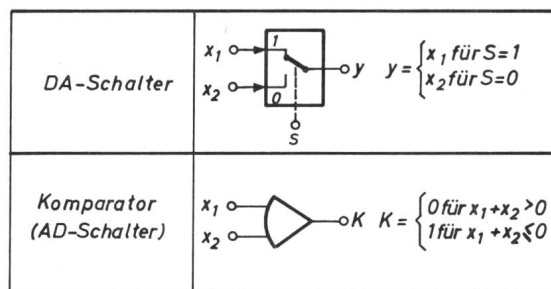 DA-Schalter
x₁
x₂
1
0
S
y
y = { x₁ für S=1
x₂ für S=0
Komparator
(AD-Schalter)
x₁
x₂
K
K = { 0 für x₁+x₂ >0
1 für x₁+x₂ ≤0